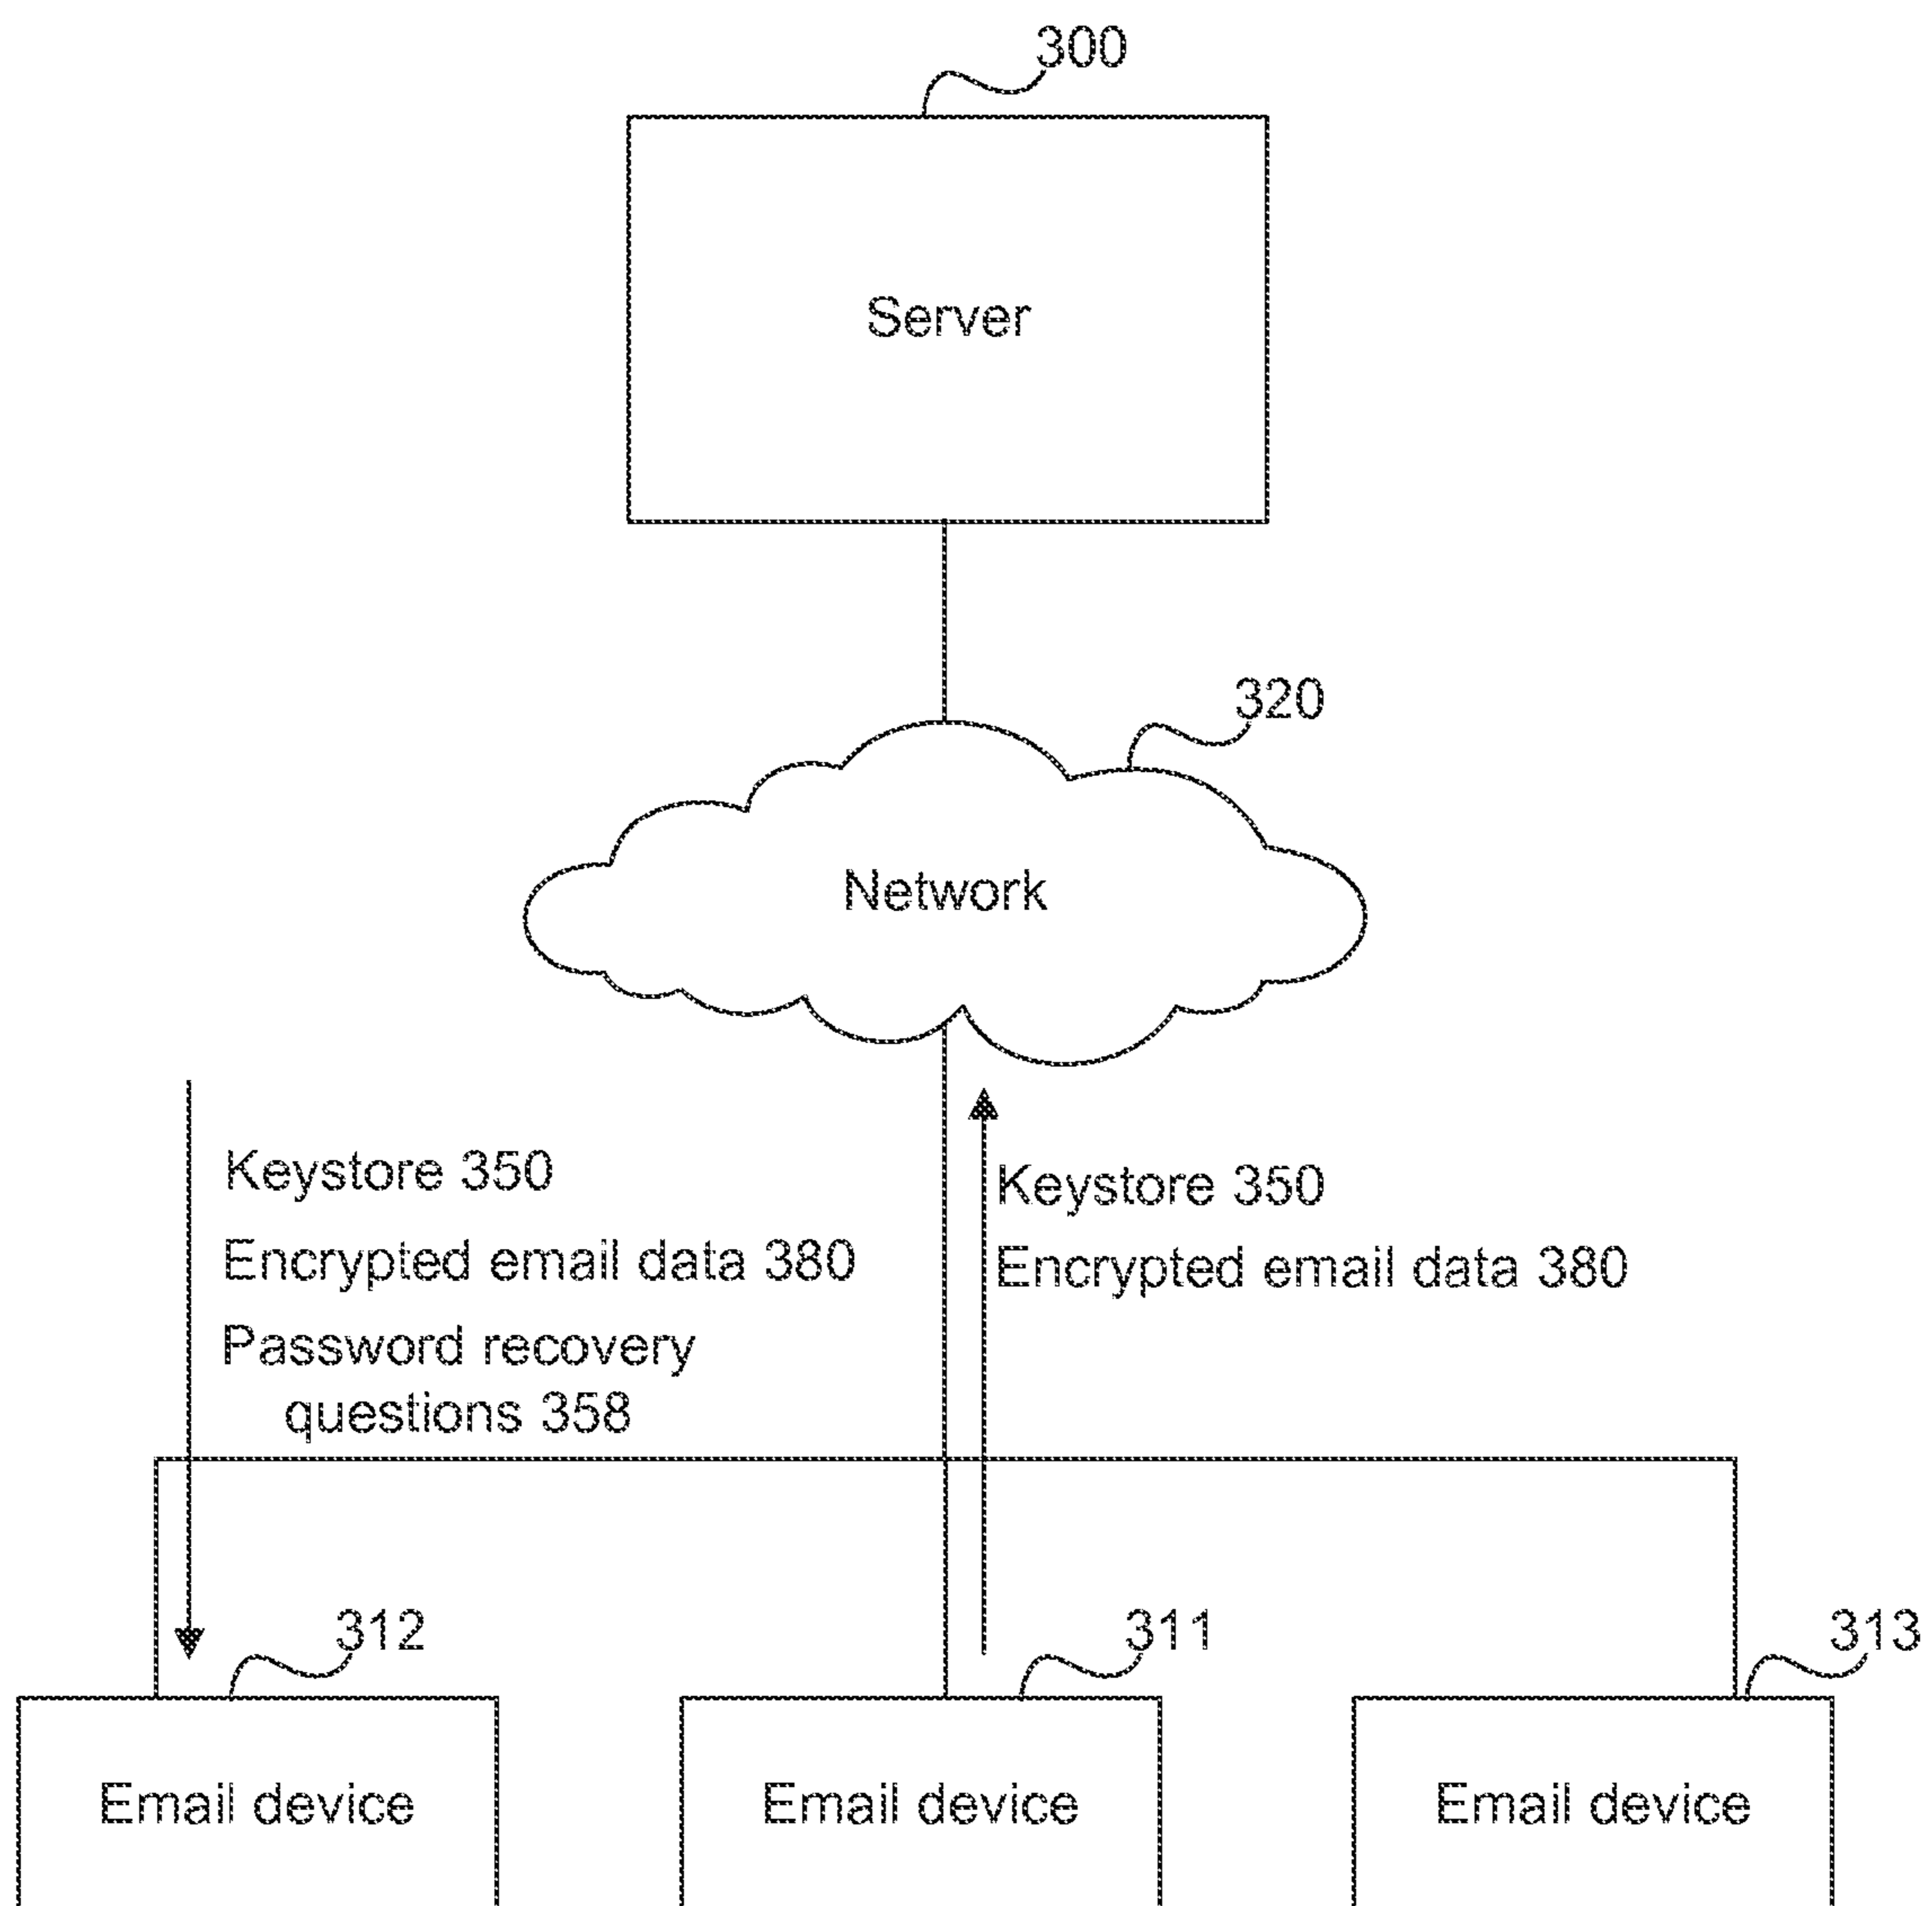 300
Server
320
Network
Keystore 350
Encrypted email data 380
Password recovery
questions 358
Keystore 350
Encrypted email data 380
312
311
313
Email device
Email device
Email device